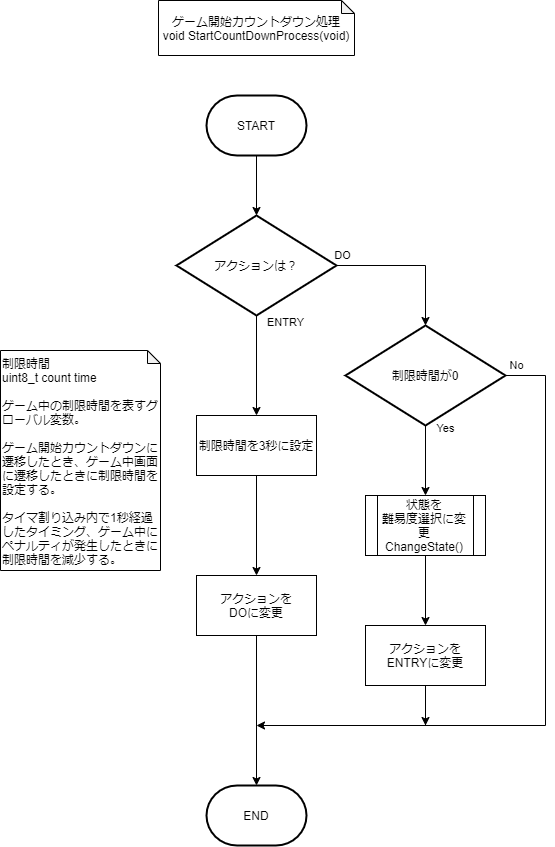 ゲーム開始カウントダウン処理
void StartCountDownProcess(void)
START
アクションは？
DO
ENTRY
制限時間が0
No
Yes
制限時間
uint8_t count time
ゲーム中の制限時間を表すグ
ローバル変数。
ゲーム開始カウントダウンに
遷移したとき、ゲーム中画面
に遷移したときに制限時間を
設定する。
タイマ割り込み内で1秒経過
したタイミング、ゲーム中に
ペナルティが発生したときに
制限時間を減少する。
制限時間を3秒に設定
状態を
難易度選択に変
更
ChangeState()
アクションを
DOに変更
アクションを
ENTRYに変更
END